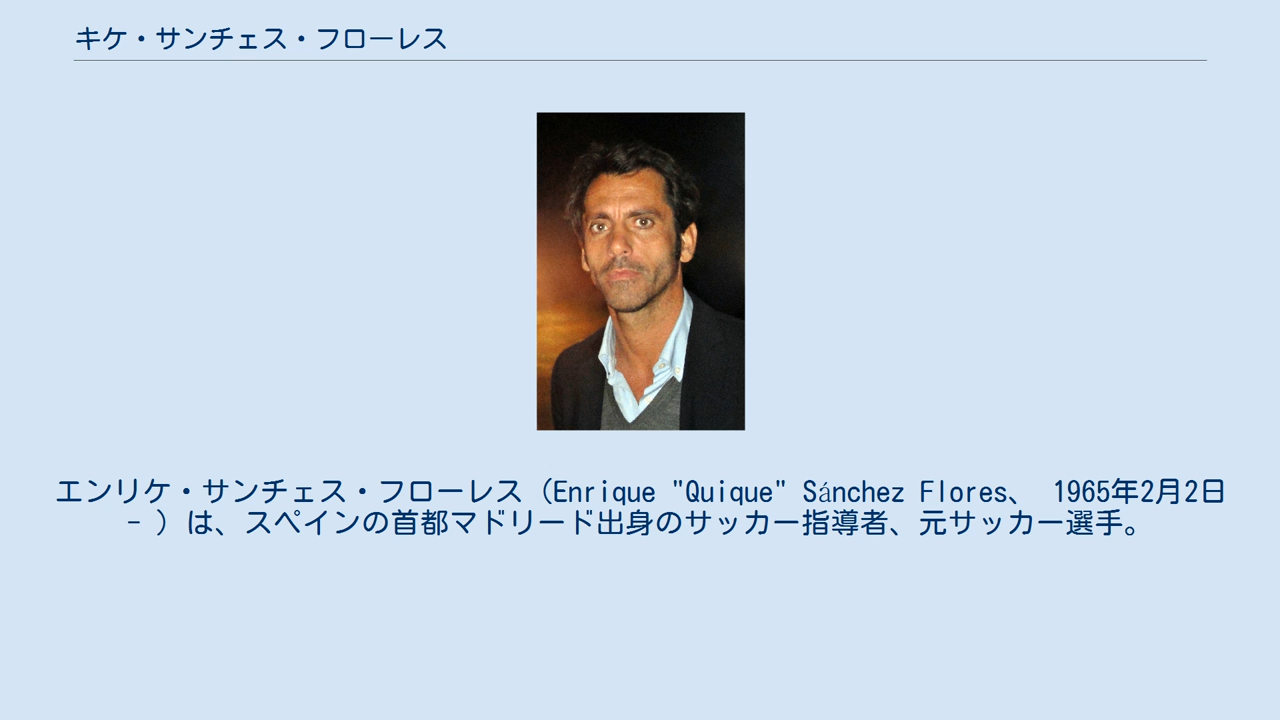 キケ・サンチェス・フローレス
エンリケ・サンチェス・フローレス（Enrique "Quique" Sánchez Flores、 1965年2月2日
- ）は、スペインの首都マドリード出身のサッカー指導者、元サッカー選手。